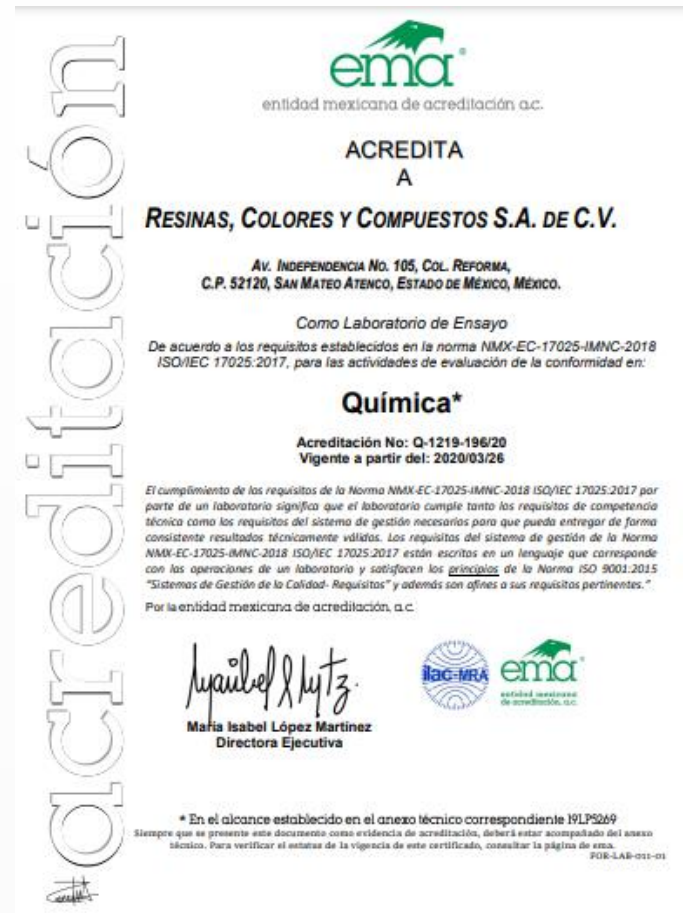 acreditación
ema
entidad mexicana de acreditación a.c.
ACREDITA
A
RESINAS, COLORES Y COMPUESTOS S.A. DE C.V.
AV. INDEPENDENCIA NO. 105, COL. REFORMA,
C.P. 52120, SAN MATEO ATENCO, ESTADO DE MÉXICO, MÉXICO.
Como Laboratorio de Ensayo
De acuerdo a los requisitos establecidos en la norma NMX-EC-17025-IMNC-2018
ISO/IEC 17025:2017, para las actividades de evaluación de la conformidad en:
Química*
Acreditación No: Q-1219-196/20
Vigente a partir del: 2020/03/26
El cumplimiento de los requisitos de la Norma NMX-EC-17025-IMNC-2018 ISO/IEC 17025:2017 por
parte de un laboratorio significa que el laboratorio cumple tanto los requisitos de competencia
técnica como los requisitos del sistema de gestión necesarios para que pueda entregar de forma
consistente resultados técnicamente válidos. Los requisitos del sistema de gestión de la Norma
NMX-EC-17025-IMNC-2018 ISO/IEC 17025:2017 están escritos en un lenguaje que corresponde
con las operaciones de un laboratorio y satisfacen los principios de la Norma ISO 9001:2015
"Sistemas de Gestión de la Calidad- Requisitos" y además son afines a sus requisitos pertinentes."
Por la entidad mexicana de acreditación, a.c.
ilac-MRA
ema
entidad mexicana
de acreditación, a.c.
María Isabel López Martínez
Directora Ejecutiva
* En el alcance establecido en el anexo técnico correspondiente 19LP5269
Siempre que se presente este documento como evidencia de acreditación, deberá estar acompañado del anexo
técnico. Para verificar el estatus de la vigencia de este certificado, consultar la página de ema.
FOR-LAB-011-01